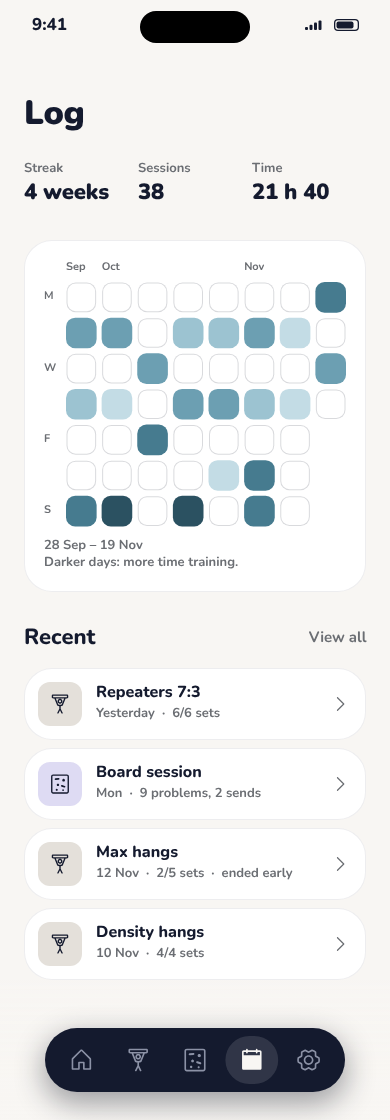 9:41
Log
Streak
4 weeks
Sessions
38
Time
21 h 40
Sep Oct Nov
M
W
F
S
28 Sep – 19 Nov
Darker days: more time training.
Recent
View all
Repeaters 7:3
Yesterday · 6/6 sets
Board session
Mon · 9 problems, 2 sends
Max hangs
12 Nov · 2/5 sets · ended early
Density hangs
10 Nov · 4/4 sets